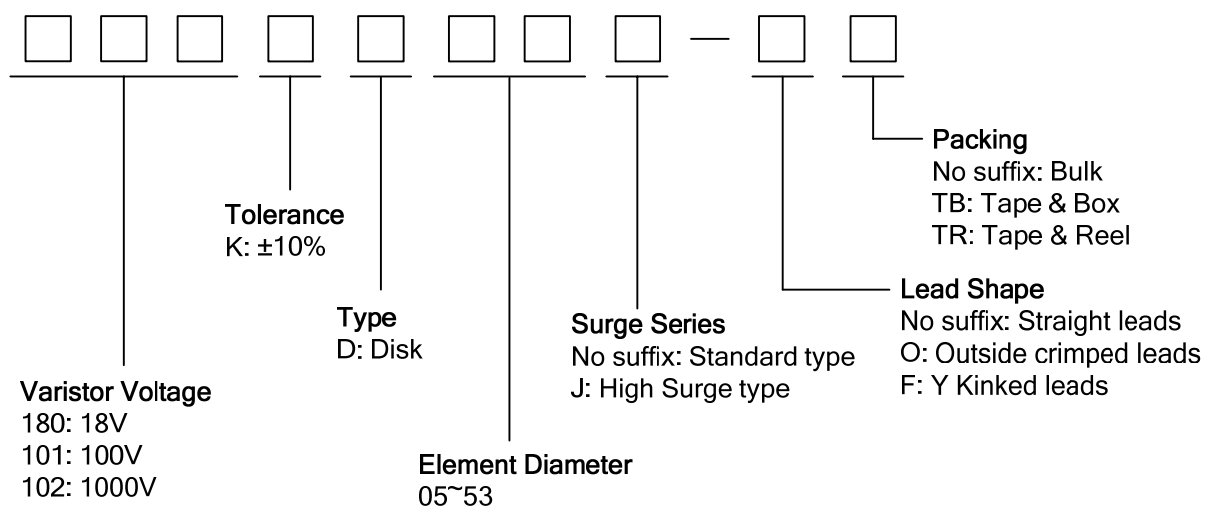 Packing
No suffix: Bulk
TB: Tape & Box
TR: Tape & Reel
Tolerance
K: ±10%
Lead Shape
No suffix: Straight leads
O: Outside crimped leads
F: Y Kinked leads
Type
D: Disk
Surge Series
No suffix: Standard type
J: High Surge type
Varistor Voltage
180: 18V
101: 100V
102: 1000V
Element Diameter
05~53